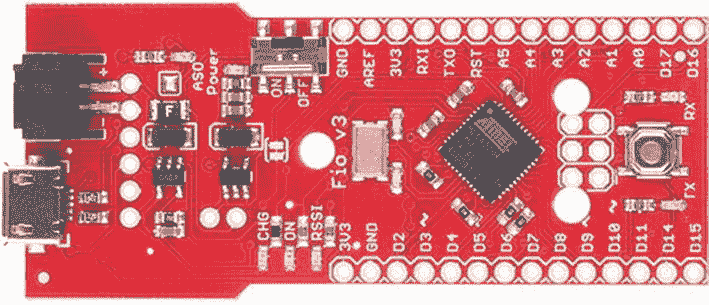 GND AREF 3V3 RXI TXO RST A5 A4 A3 A2 A1 A0 D17 D16
ASO
Power
ON OFF
RX
Fio v3
TX
CHG ON RSSI
3V3 GND D2 D3 ~ D4 D5 D6 ~ D7 D8 D9 ~ D10 ~ D11 D14 D15